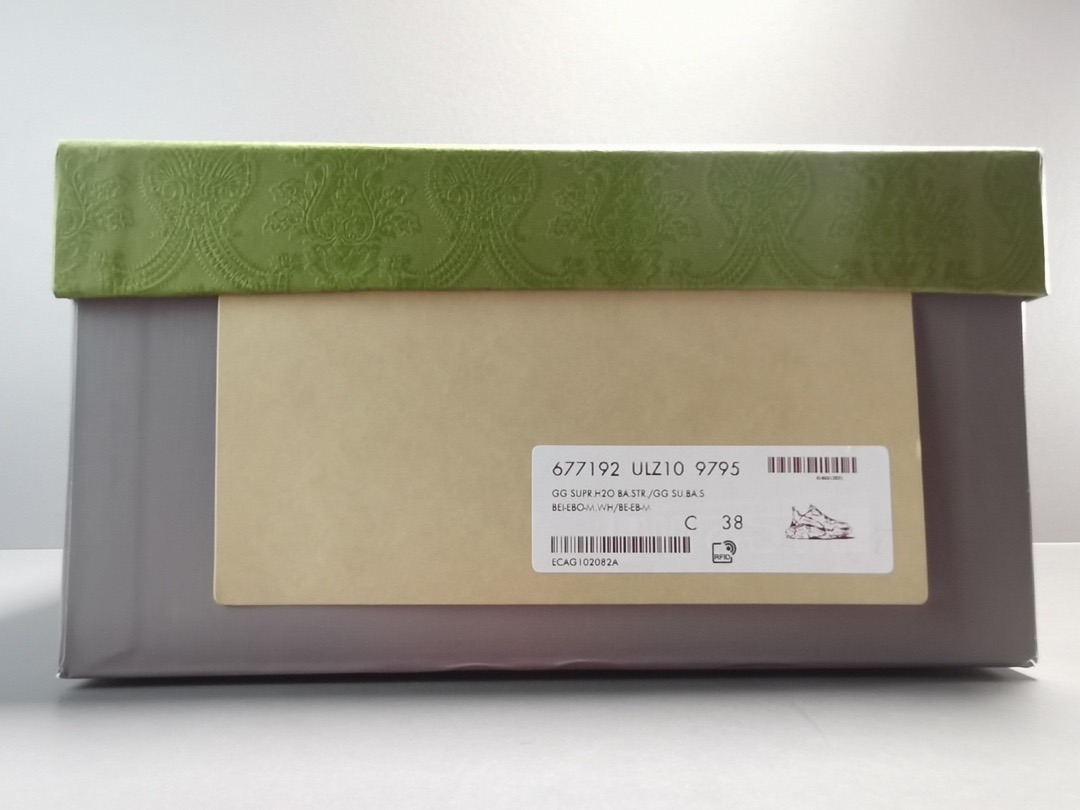 677192 ULZ10 9795
GG SUPR.H2O BA.STR./GG SU.BA.S
BEI-EBO-M.WH/BE-EB-M
C 38
RFID
ECAG102082A